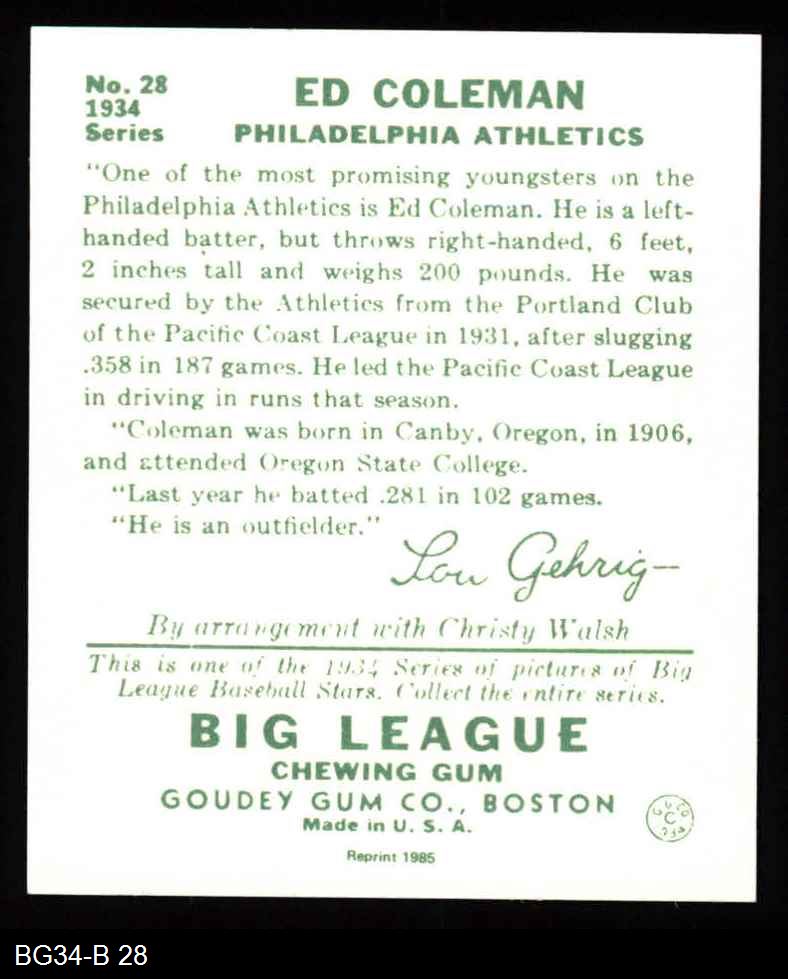 No. 28
1934
Series
ED COLEMAN
PHILADELPHIA ATHLETICS
"One of the most promising youngsters on the
Philadelphia Athletics is Ed Coleman. He is a left-
handed batter, but throws right-handed, 6 feet,
2 inches tall and weighs 200 pounds. He was
secured by the Athletics from the Portland Club
of the Pacific Coast League in 1931, after slugging
.358 in 187 games. He led the Pacific Coast League
in driving in runs that season.
"Coleman was born in Canby, Oregon, in 1906,
and attended Oregon State College.
"Last year he batted .281 in 102 games.
"He is an outfielder."
Lou Gehrig—
By arrangement with Christy Walsh
This is one of the 1934 Series of pictures of Big
League Baseball Stars. Collect the entire series.
BIG LEAGUE
CHEWING GUM
GOUDEY GUM CO., BOSTON
Made in U. S. A.
Reprint 1985
BG34-B 28